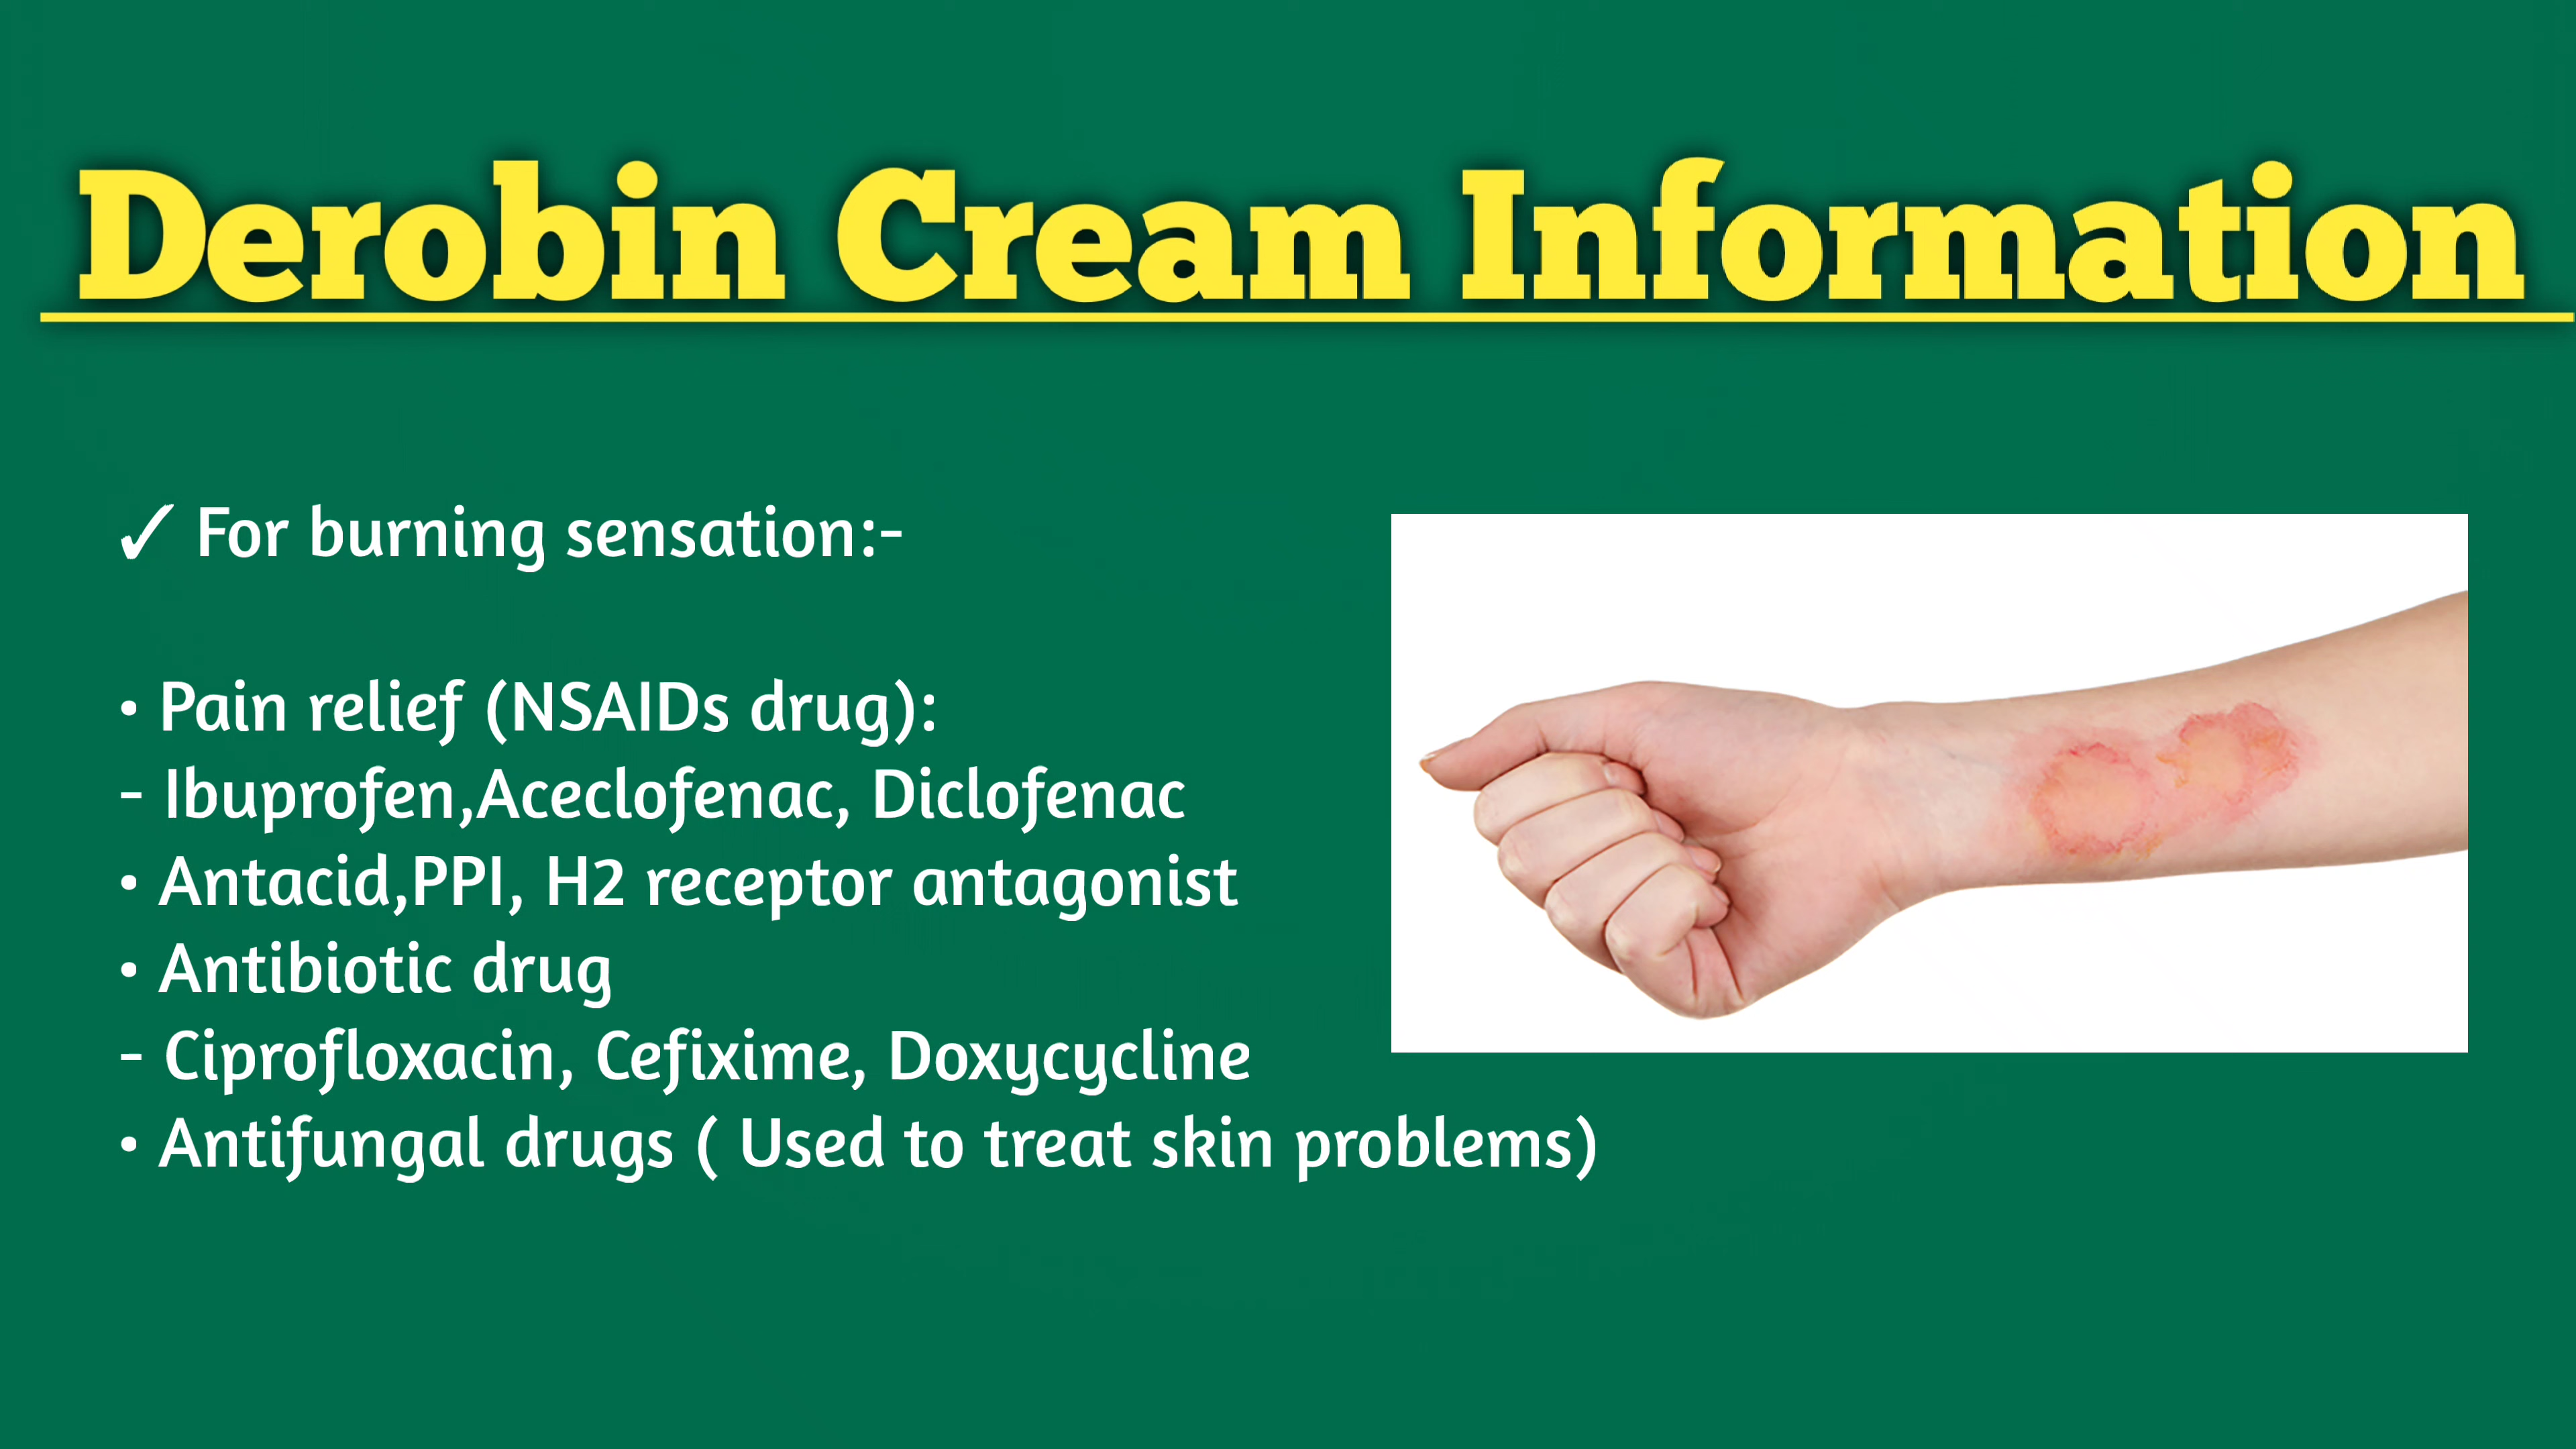 Derobin Cream Information
✓ For burning sensation:-
• Pain relief (NSAIDs drug):
- Ibuprofen,Aceclofenac, Diclofenac
• Antacid,PPI, H2 receptor antagonist
• Antibiotic drug
- Ciprofloxacin, Cefixime, Doxycycline
• Antifungal drugs ( Used to treat skin problems)